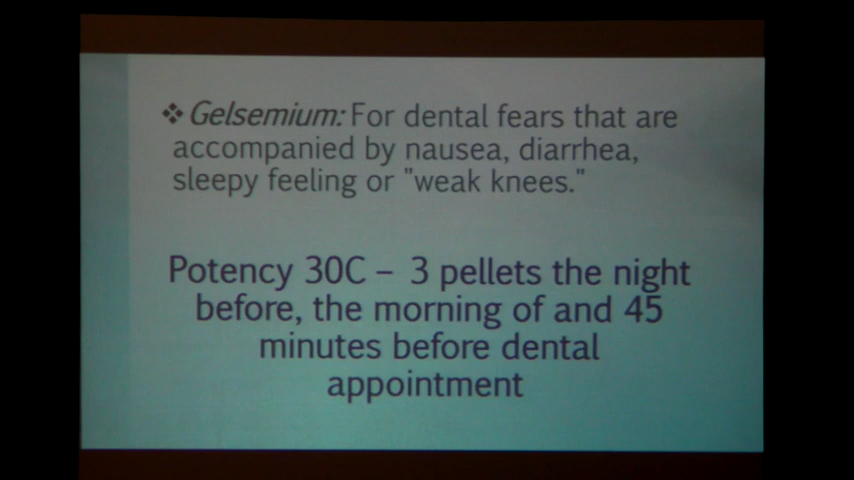 ❖ Gelsemium: For dental fears that are
accompanied by nausea, diarrhea,
sleepy feeling or "weak knees."
Potency 30C – 3 pellets the night
before, the morning of and 45
minutes before dental
appointment